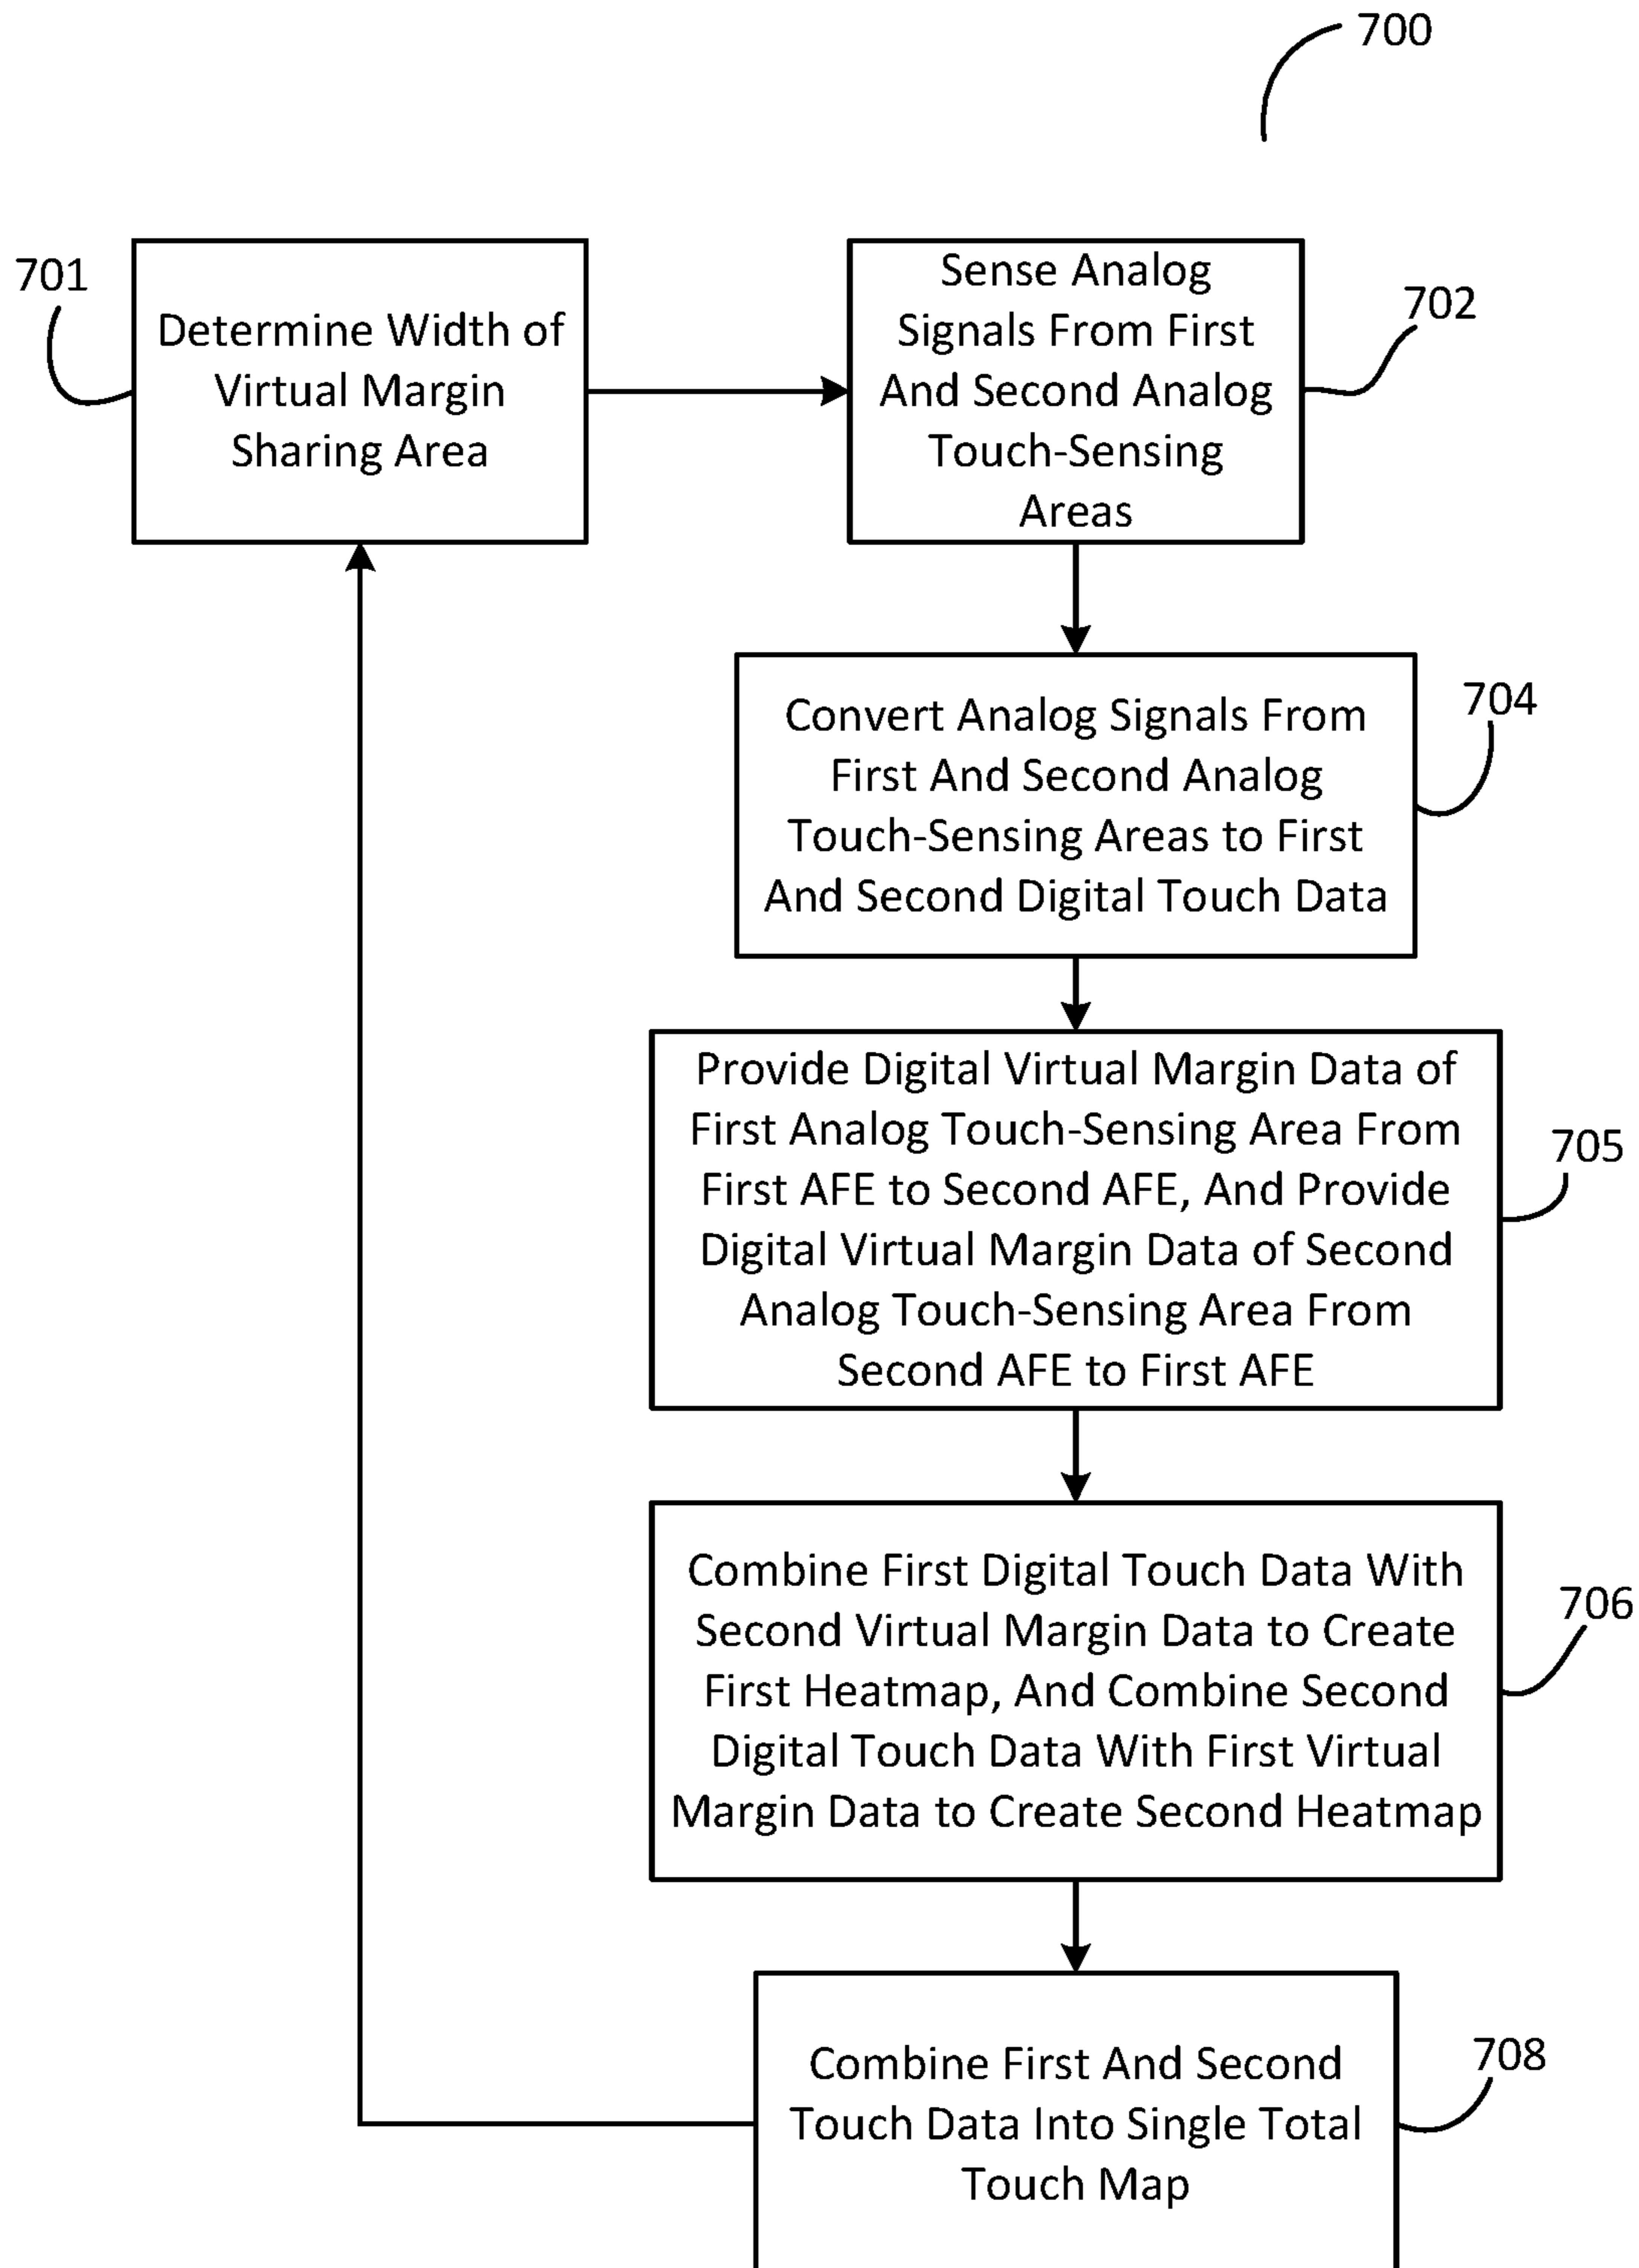 700
701
Determine Width of
Virtual Margin
Sharing Area
Sense Analog
Signals From First
And Second Analog
Touch-Sensing
Areas
702
Convert Analog Signals From
First And Second Analog
Touch-Sensing Areas to First
And Second Digital Touch Data
704
Provide Digital Virtual Margin Data of
First Analog Touch-Sensing Area From
First AFE to Second AFE, And Provide
Digital Virtual Margin Data of Second
Analog Touch-Sensing Area From
Second AFE to First AFE
705
Combine First Digital Touch Data With
Second Virtual Margin Data to Create
First Heatmap, And Combine Second
Digital Touch Data With First Virtual
Margin Data to Create Second Heatmap
706
Combine First And Second
Touch Data Into Single Total
Touch Map
708